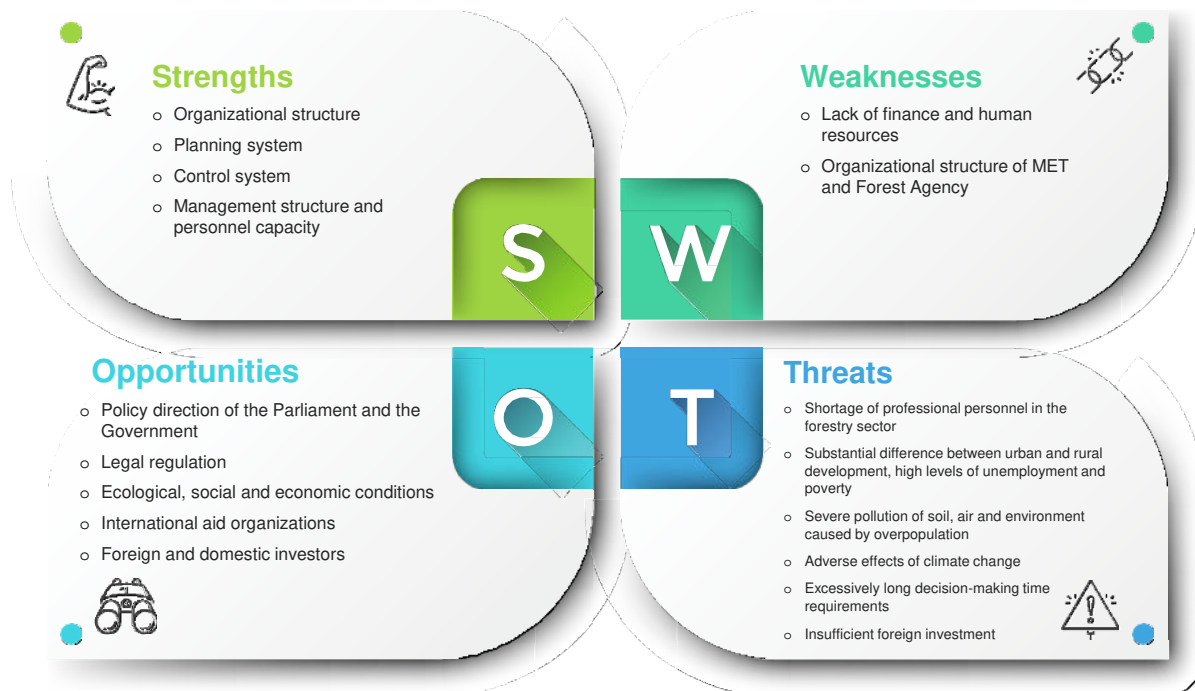 Strengths
o Organizational structure
o Planning system
o Control system
o Management structure and
personnel capacity
S
Weaknesses
o Lack of finance and human
resources
o Organizational structure of MET
and Forest Agency
W
Opportunities
o Policy direction of the Parliament and the
Government
o Legal regulation
o Ecological, social and economic conditions
o International aid organizations
o Foreign and domestic investors
O
T
Threats
o Shortage of professional personnel in the
forestry sector
o Substantial difference between urban and rural
development, high levels of unemployment and
poverty
o Severe pollution of soil, air and environment
caused by overpopulation
o Adverse effects of climate change
o Excessively long decision-making time
requirements
o Insufficient foreign investment